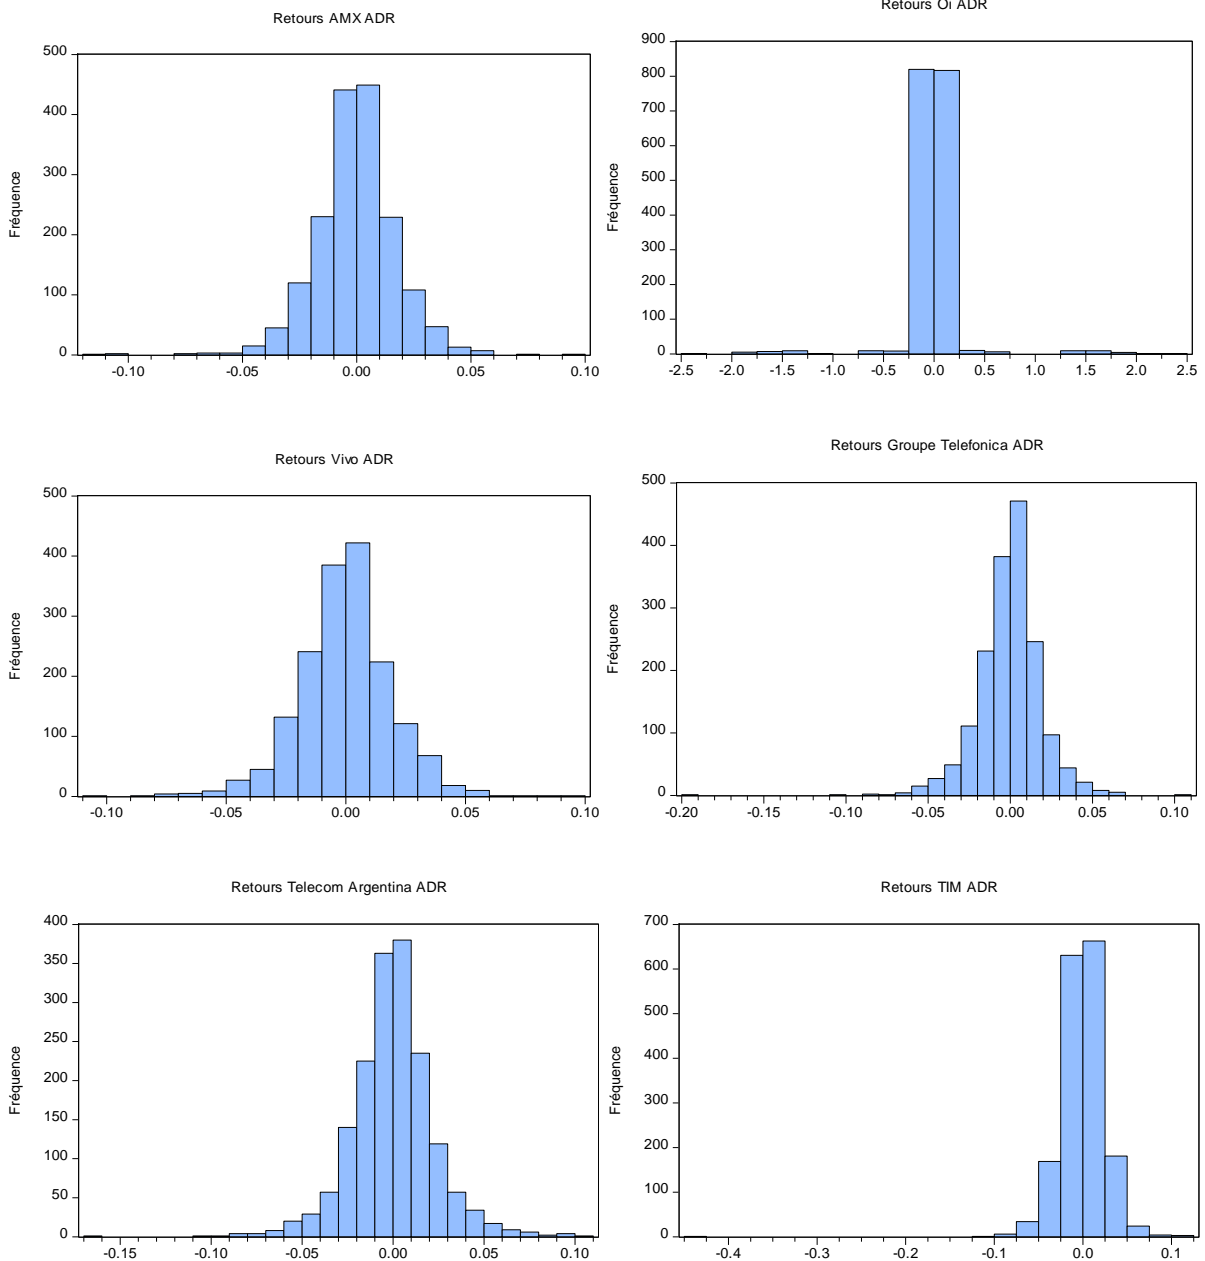 Retours AMX ADR
Fréquence
500
400
300
200
100
0
-0.10 -0.05 0.00 0.05 0.10
Retours Oi ADR
Fréquence
900
800
700
600
500
400
300
200
100
0
-2.5 -2.0 -1.5 -1.0 -0.5 0.0 0.5 1.0 1.5 2.0 2.5
Retours Vivo ADR
Fréquence
500
400
300
200
100
0
-0.10 -0.05 0.00 0.05 0.10
Retours Groupe Telefonica ADR
Fréquence
500
400
300
200
100
0
-0.20 -0.15 -0.10 -0.05 0.00 0.05 0.10
Retours Telecom Argentina ADR
Fréquence
400
350
300
250
200
150
100
50
0
-0.15 -0.10 -0.05 0.00 0.05 0.10
Retours TIM ADR
Fréquence
700
600
500
400
300
200
100
0
-0.4 -0.3 -0.2 -0.1 0.0 0.1